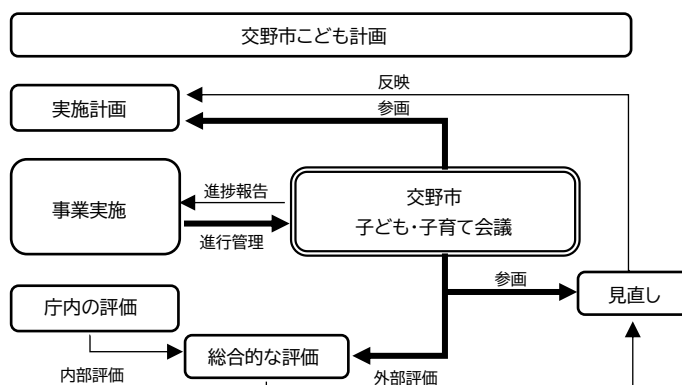 交野市こども計画
反映
実施計画
参画
進捗報告
事業実施
交野市
子ども・子育て会議
進行管理
参画
庁内の評価
見直し
総合的な評価
内部評価
外部評価